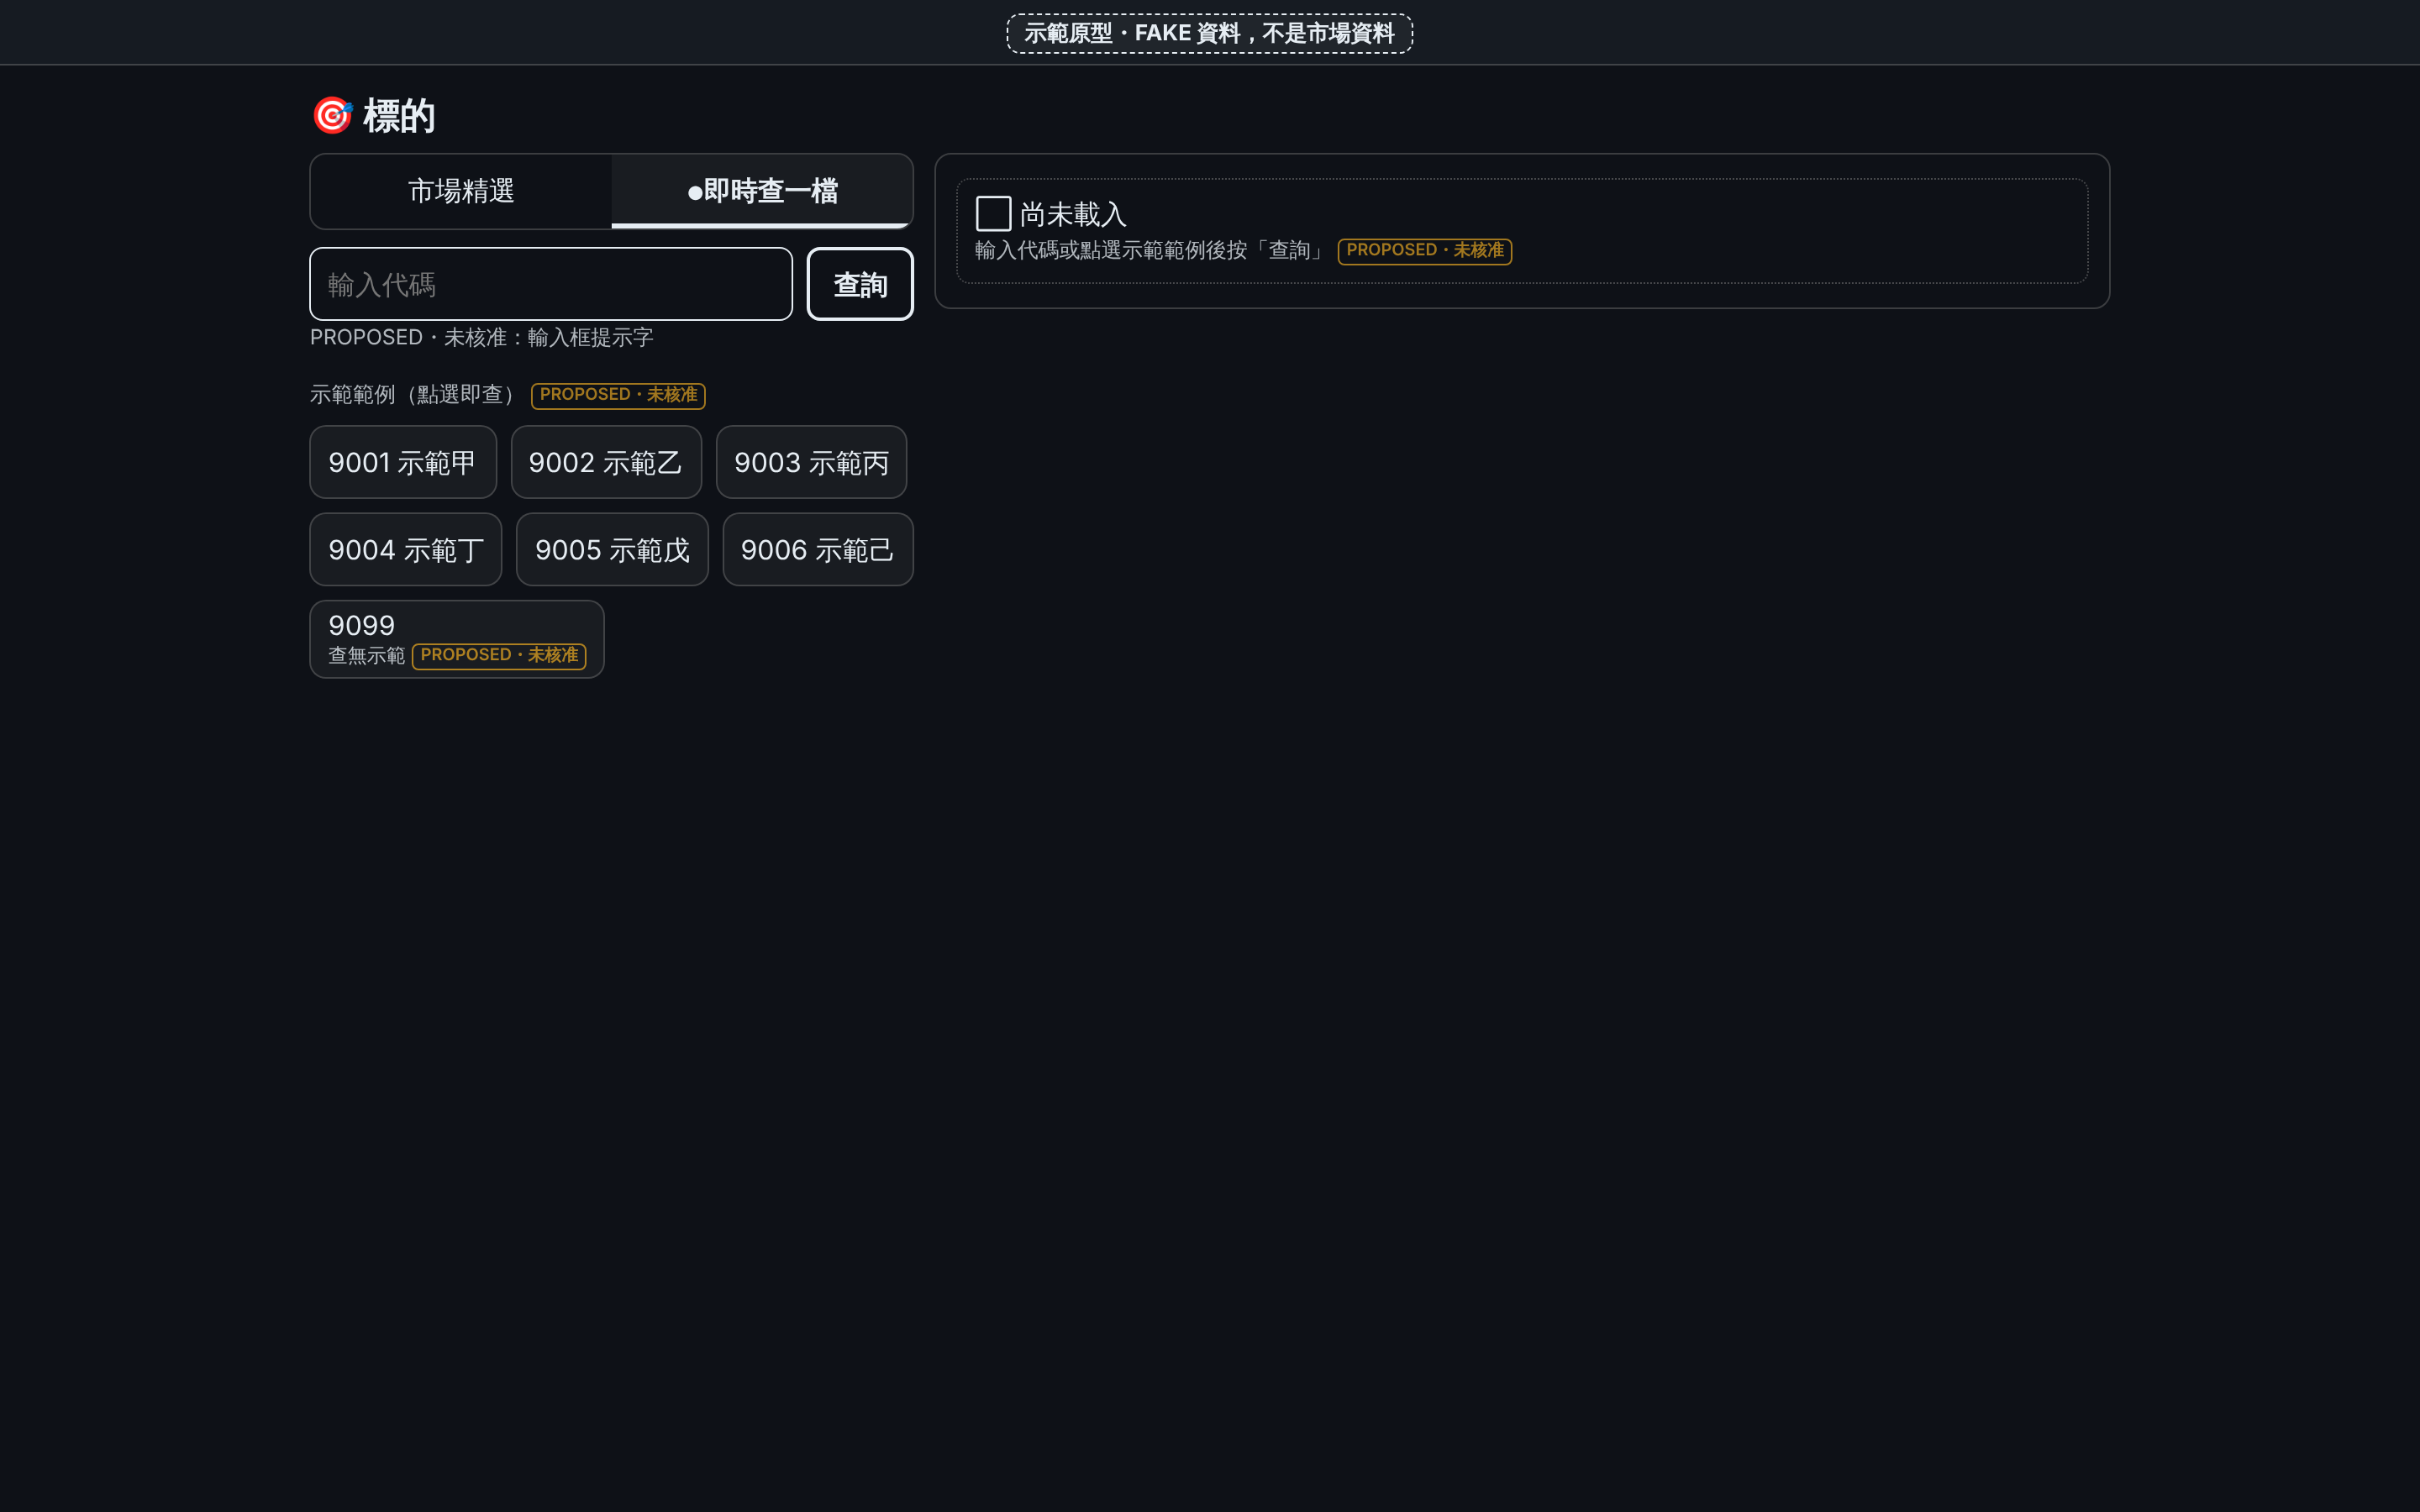 示範原型・FAKE 資料，不是市場資料
🎯 標的
市場精選
●即時查一檔
輸入代碼
查詢
PROPOSED・未核准：輸入框提示字
示範範例（點選即查） PROPOSED・未核准
9001 示範甲
9002 示範乙
9003 示範丙
9004 示範丁
9005 示範戊
9006 示範己
9099
查無示範 PROPOSED・未核准
尚未載入
輸入代碼或點選示範範例後按「查詢」 PROPOSED・未核准